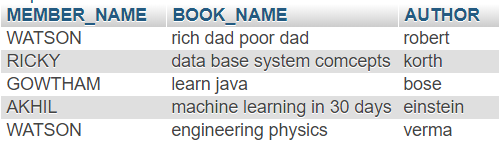 MEMBER_NAME BOOK_NAME AUTHOR
WATSON rich dad poor dad robert
RICKY data base system comcepts korth
GOWTHAM learn java bose
AKHIL machine learning in 30 days einstein
WATSON engineering physics verma